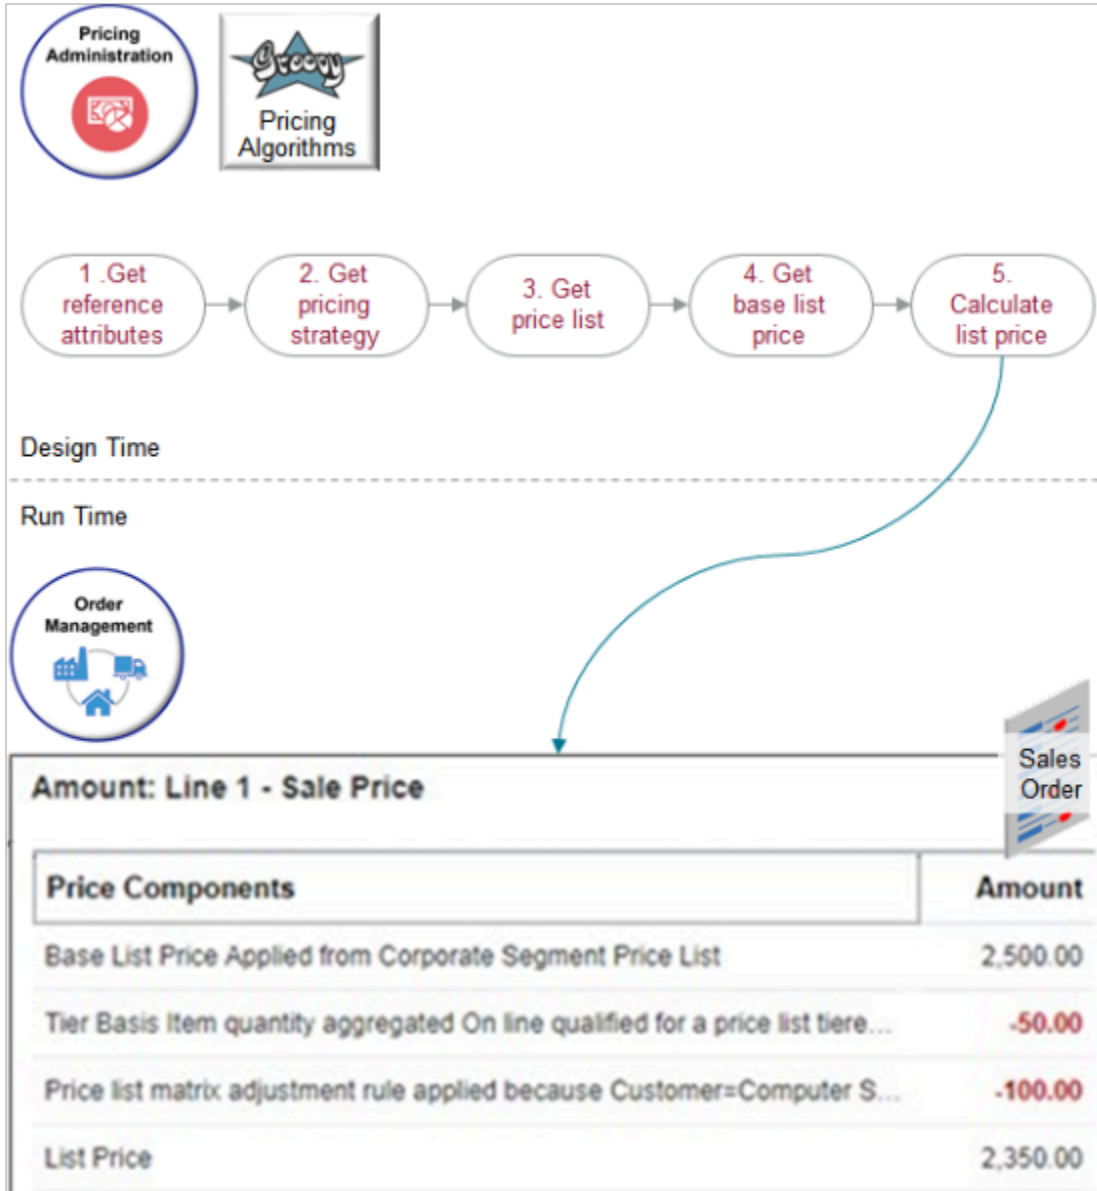 Pricing
Administration
Groovy
Pricing
Algorithms
1 .Get
reference
attributes
2. Get
pricing
strategy
3. Get
price list
4. Get
base list
price
5.
Calculate
list price
Design Time
Run Time
Order
Management
Sales
Order
Amount: Line 1 - Sale Price
Price Components Amount
Base List Price Applied from Corporate Segment Price List 2,500.00
Tier Basis Item quantity aggregated On line qualified for a price list tiere... -50.00
Price list matrix adjustment rule applied because Customer=Computer S... -100.00
List Price 2,350.00